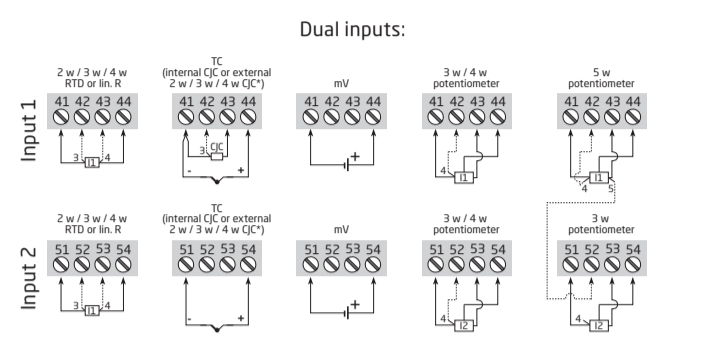 Dual inputs:
Input 1
2 w / 3 w / 4 w
RTD or lin. R
41 42 43 44
3 I1 4
TC
(internal CJC or external
2 w / 3 w / 4 w CJC*)
41 42 43 44
3 CJC
- +
mV
41 42 43 44
+
3 w / 4 w
potentiometer
41 42 43 44
4 I1
5 w
potentiometer
41 42 43 44
I1
4 5
Input 2
2 w / 3 w / 4 w
RTD or lin. R
51 52 53 54
3 I1 4
TC
(internal CJC or external
2 w / 3 w / 4 w CJC*)
51 52 53 54
- +
mV
51 52 53 54
+
3 w / 4 w
potentiometer
51 52 53 54
4 I2
3 w
potentiometer
51 52 53 54
4 I2